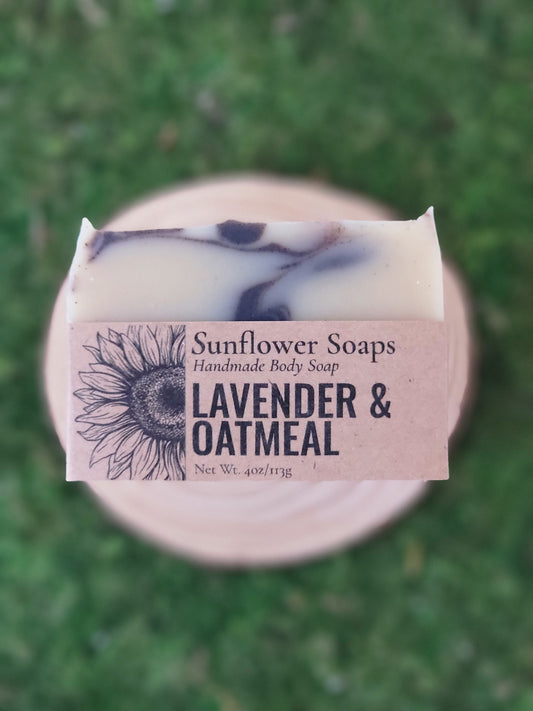 Sunflower Soaps
Handmade Body Soap
LAVENDER &
OATMEAL
Net Wt. 4oz/113g